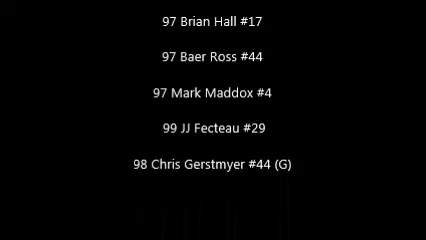 97 Brian Hall #17
97 Baer Ross #44
97 Mark Maddox #4
99 JJ Fecteau #29
98 Chris Gerstmyer #44 (G)